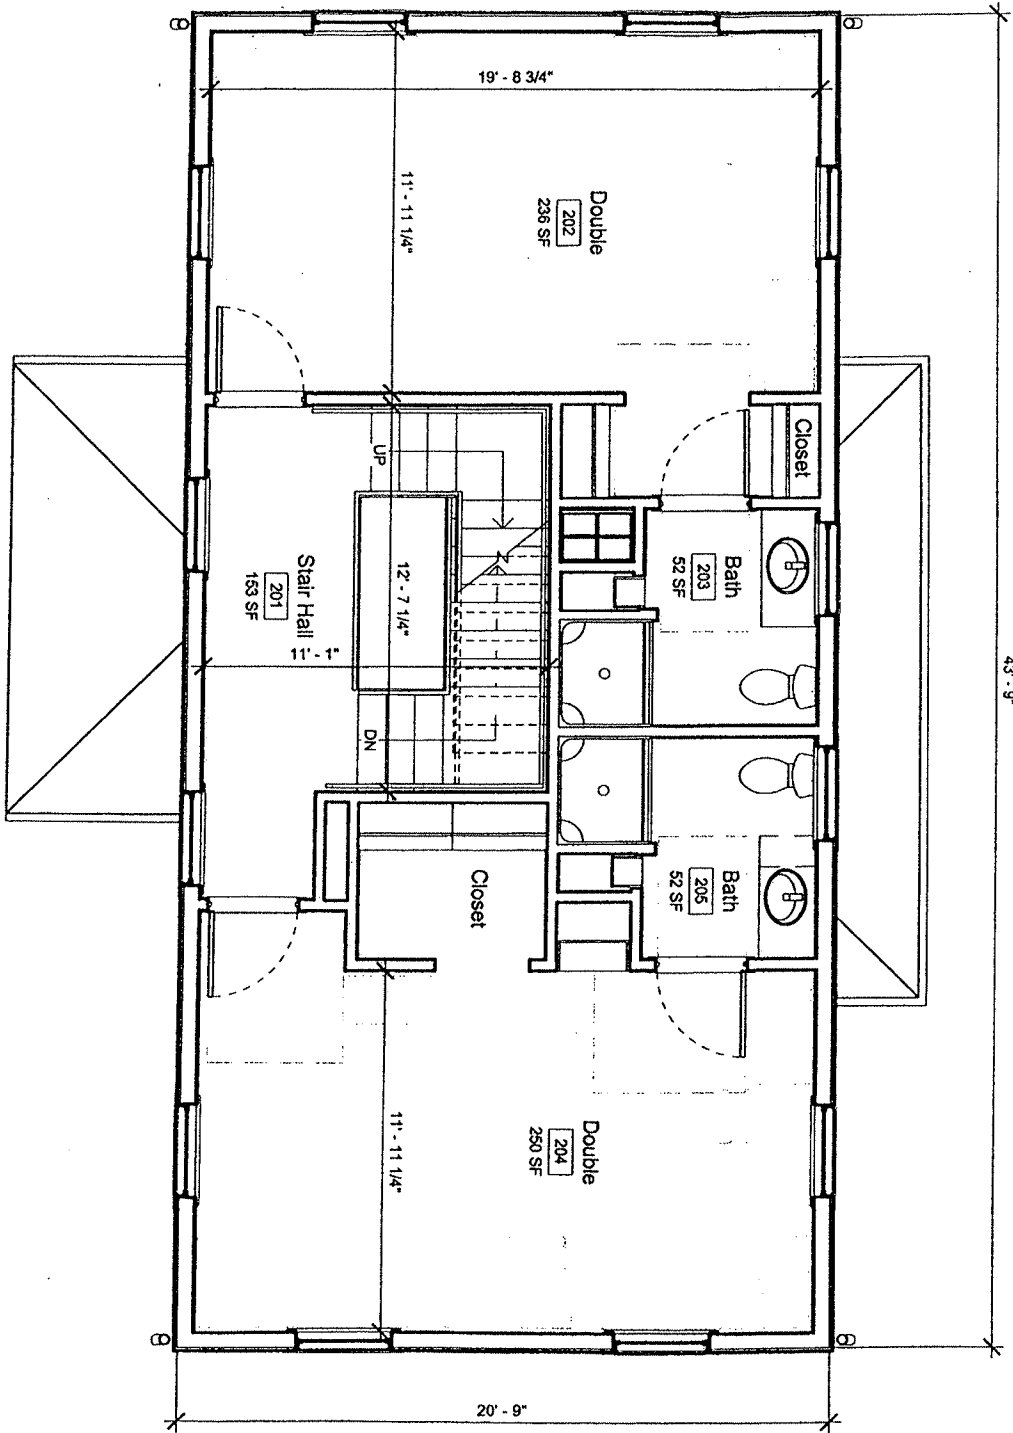 19' - 8 3/4"
11' - 11 1/4"
Double
202
236 SF
Closet
UP
Bath
203
52 SF
Stair Hall
201
153 SF
12' - 7 1/4"
11' - 1"
43' - 9"
DN
Closet
Bath
205
52 SF
Double
204
250 SF
11' - 11 1/4"
20' - 9"